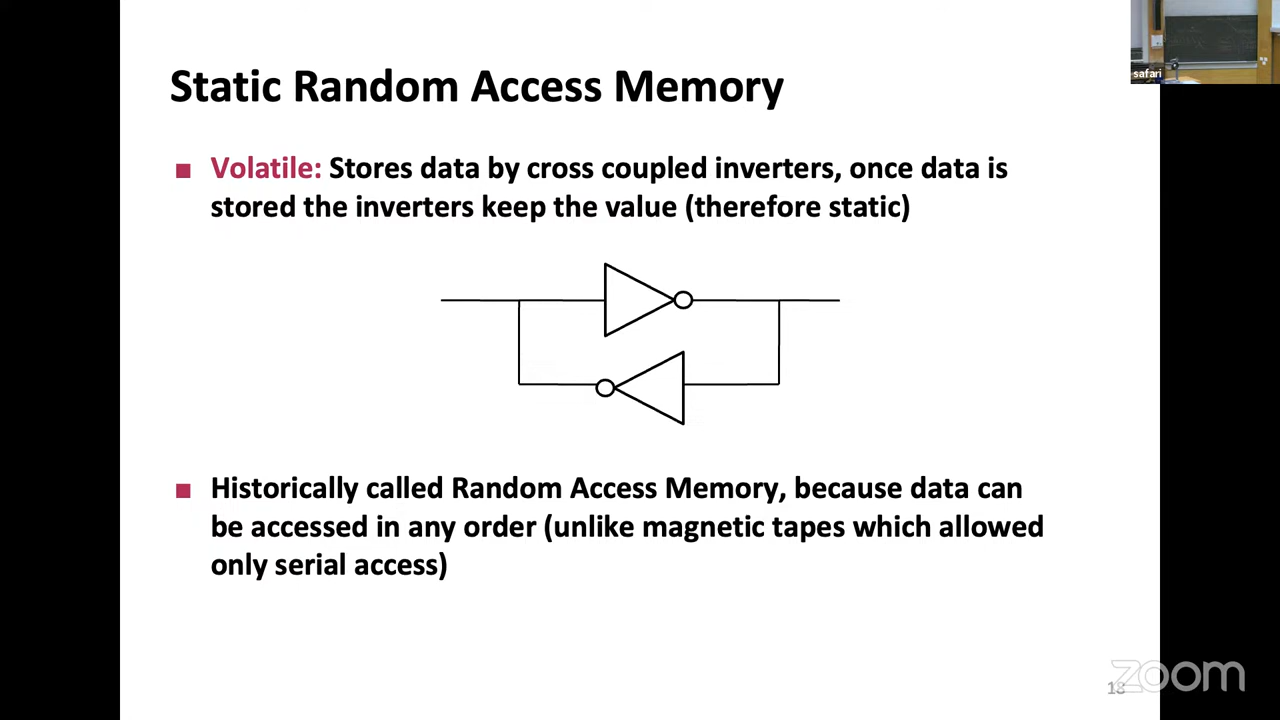 safari
Static Random Access Memory
■ Volatile: Stores data by cross coupled inverters, once data is
stored the inverters keep the value (therefore static)
■ Historically called Random Access Memory, because data can
be accessed in any order (unlike magnetic tapes which allowed
only serial access)
18
zoom